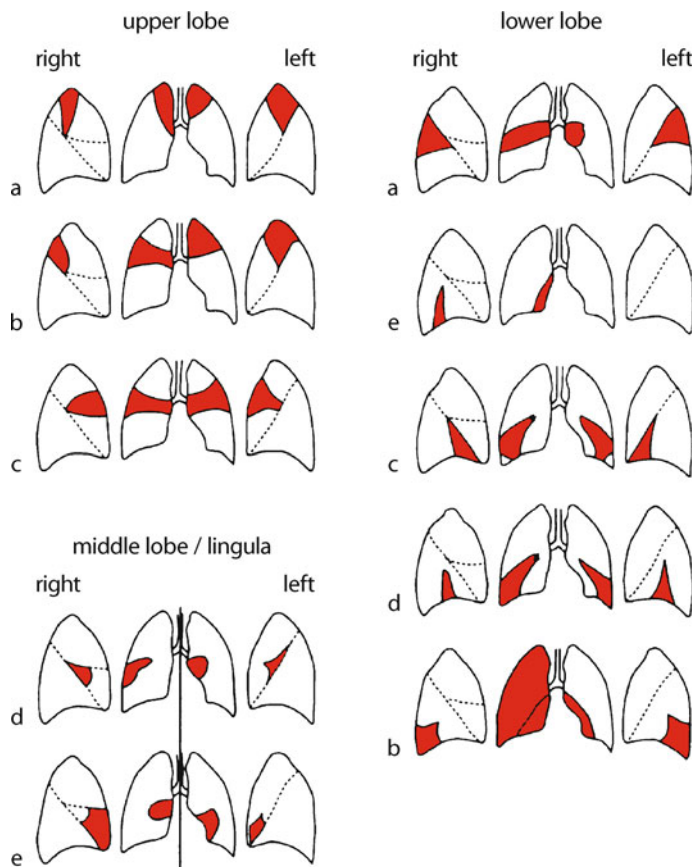 upper lobe
right left
a
b
c
middle lobe / lingula
right left
d
e
lower lobe
right left
a
e
c
d
b